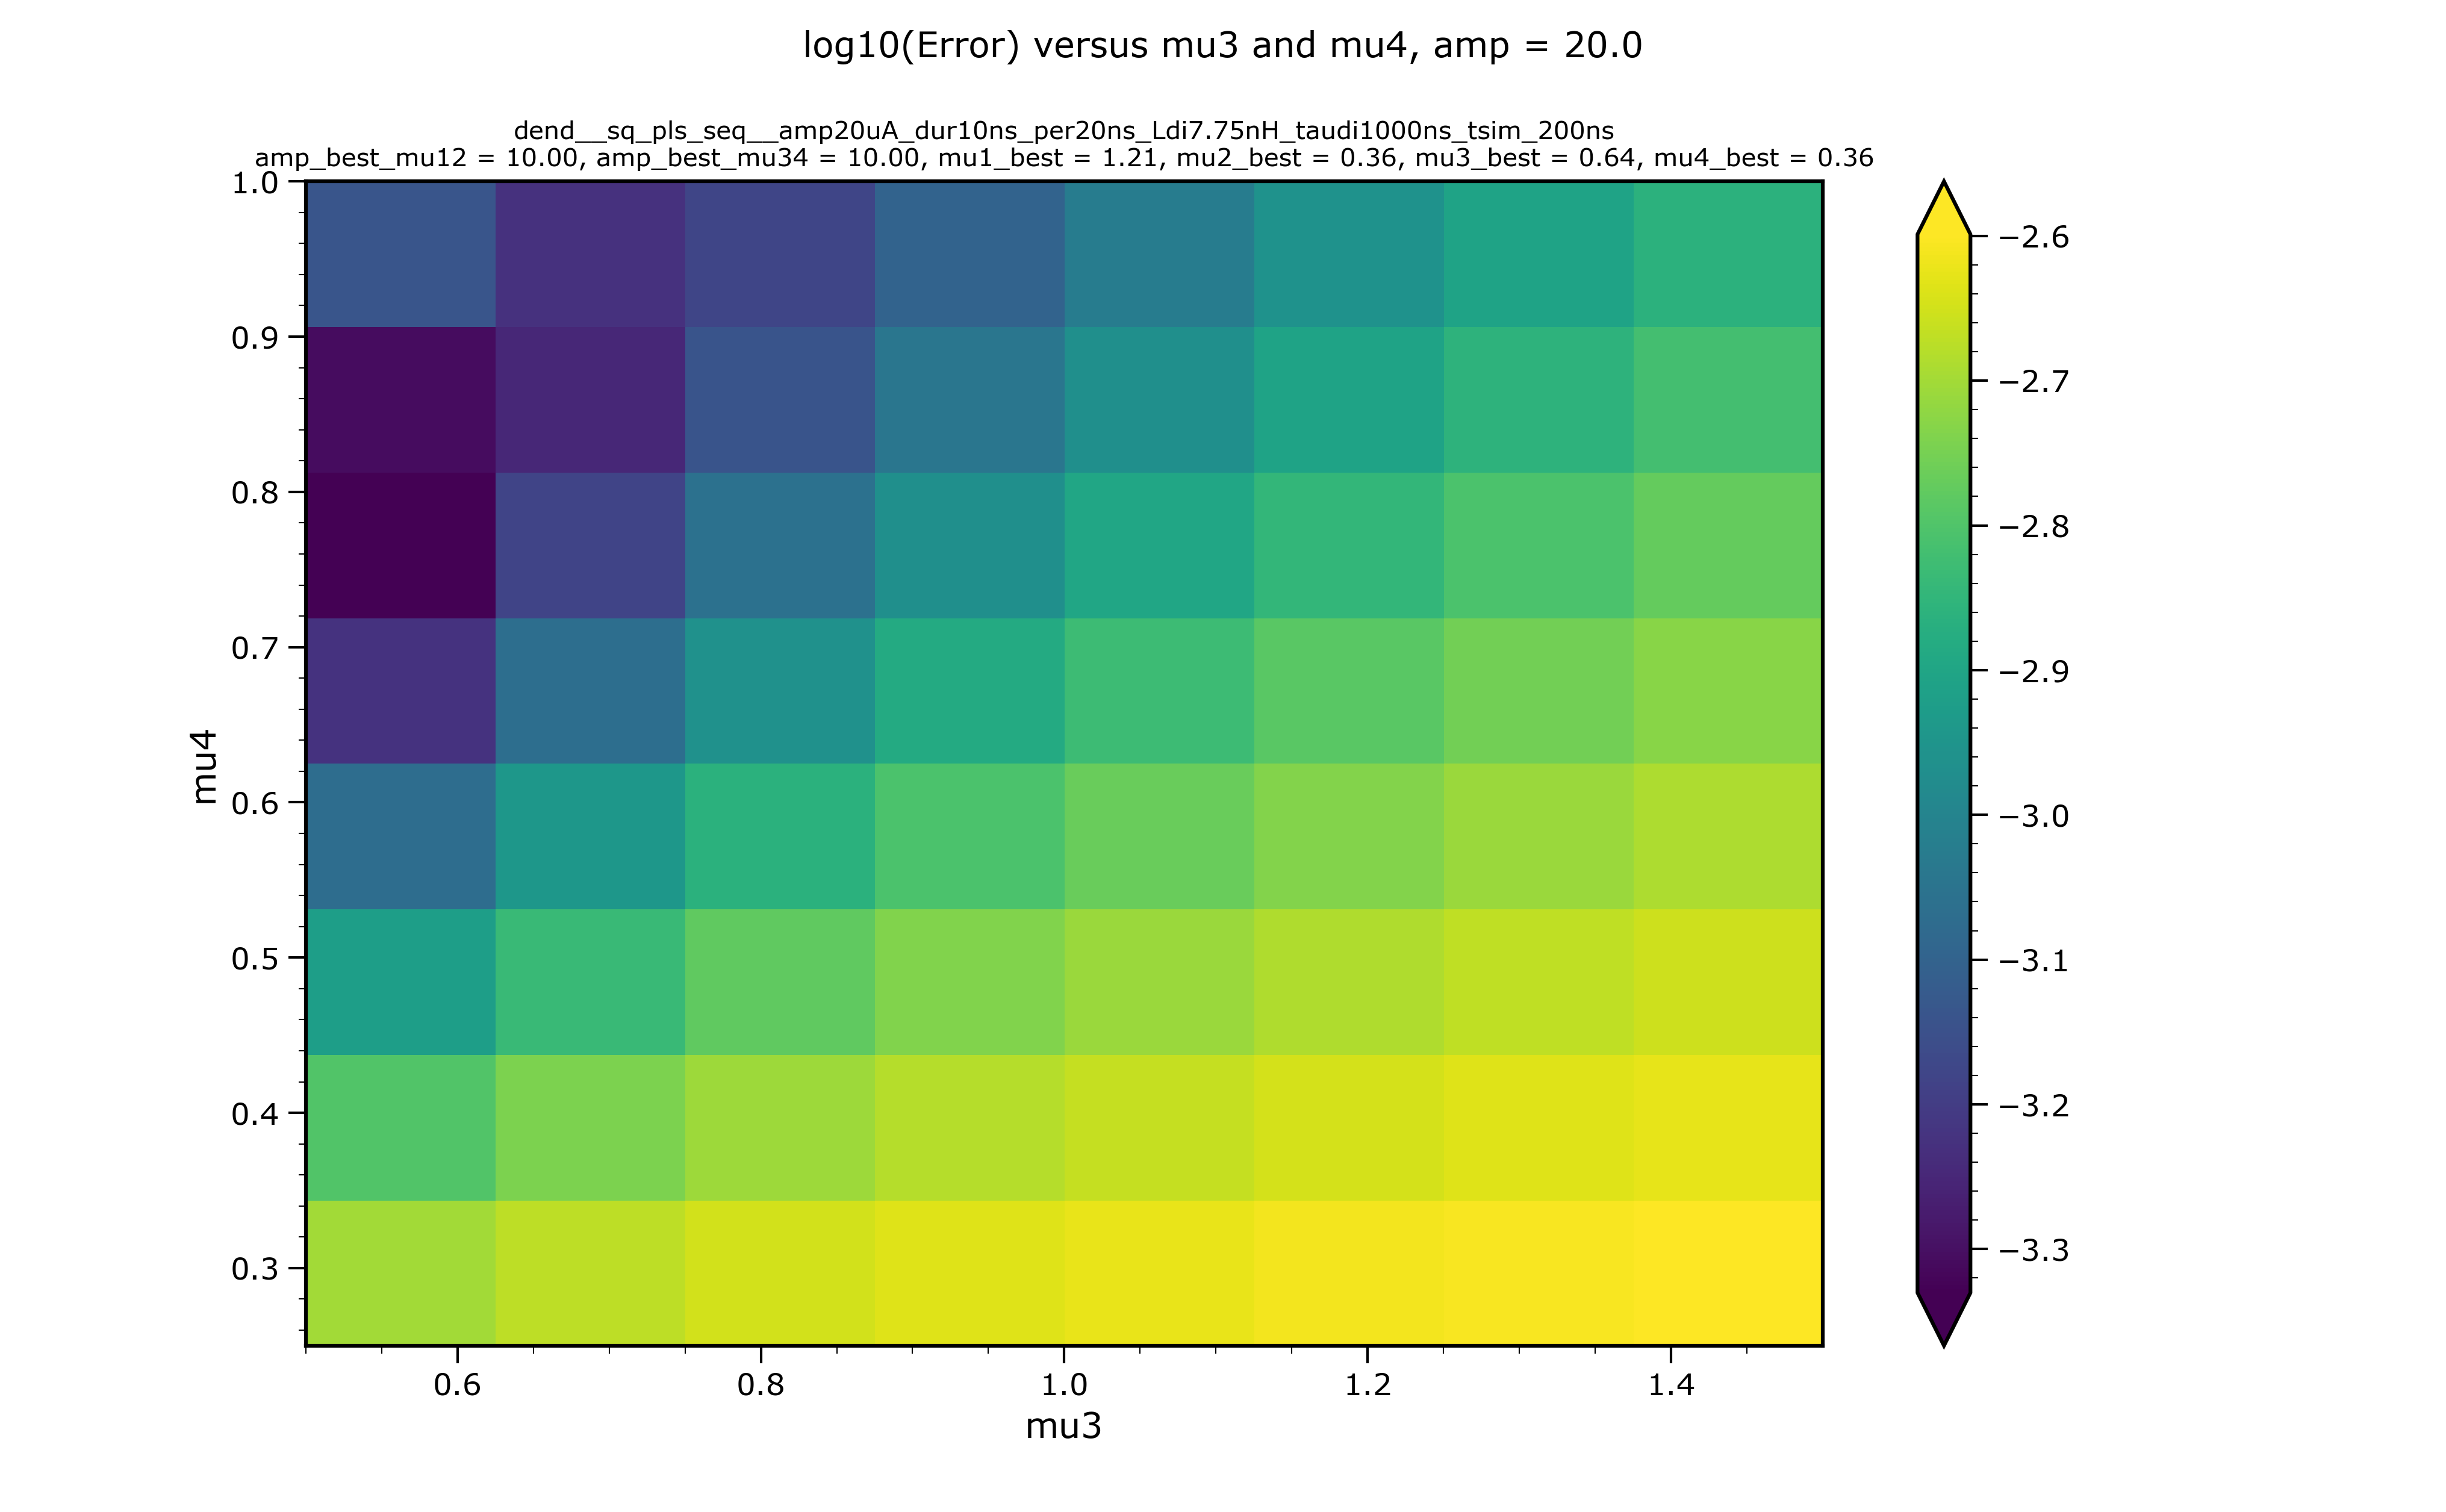 log10(Error) versus mu3 and mu4, amp = 20.0
dend__sq_pls_seq__amp20uA_dur10ns_per20ns_Ldi7.75nH_taudi1000ns_tsim_200ns
amp_best_mu12 = 10.00, amp_best_mu34 = 10.00, mu1_best = 1.21, mu2_best = 0.36, mu3_best = 0.64, mu4_best = 0.36
1.0
0.9
0.8
0.7
0.6
0.5
0.4
0.3
mu4
0.6 0.8 1.0 1.2 1.4
mu3
−2.6
−2.7
−2.8
−2.9
−3.0
−3.1
−3.2
−3.3